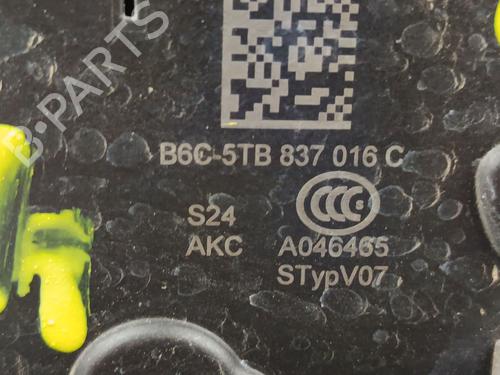 B-PARTS
B6C-5TB 837 016 C
S24
CCC
AKC A046465
STypV07